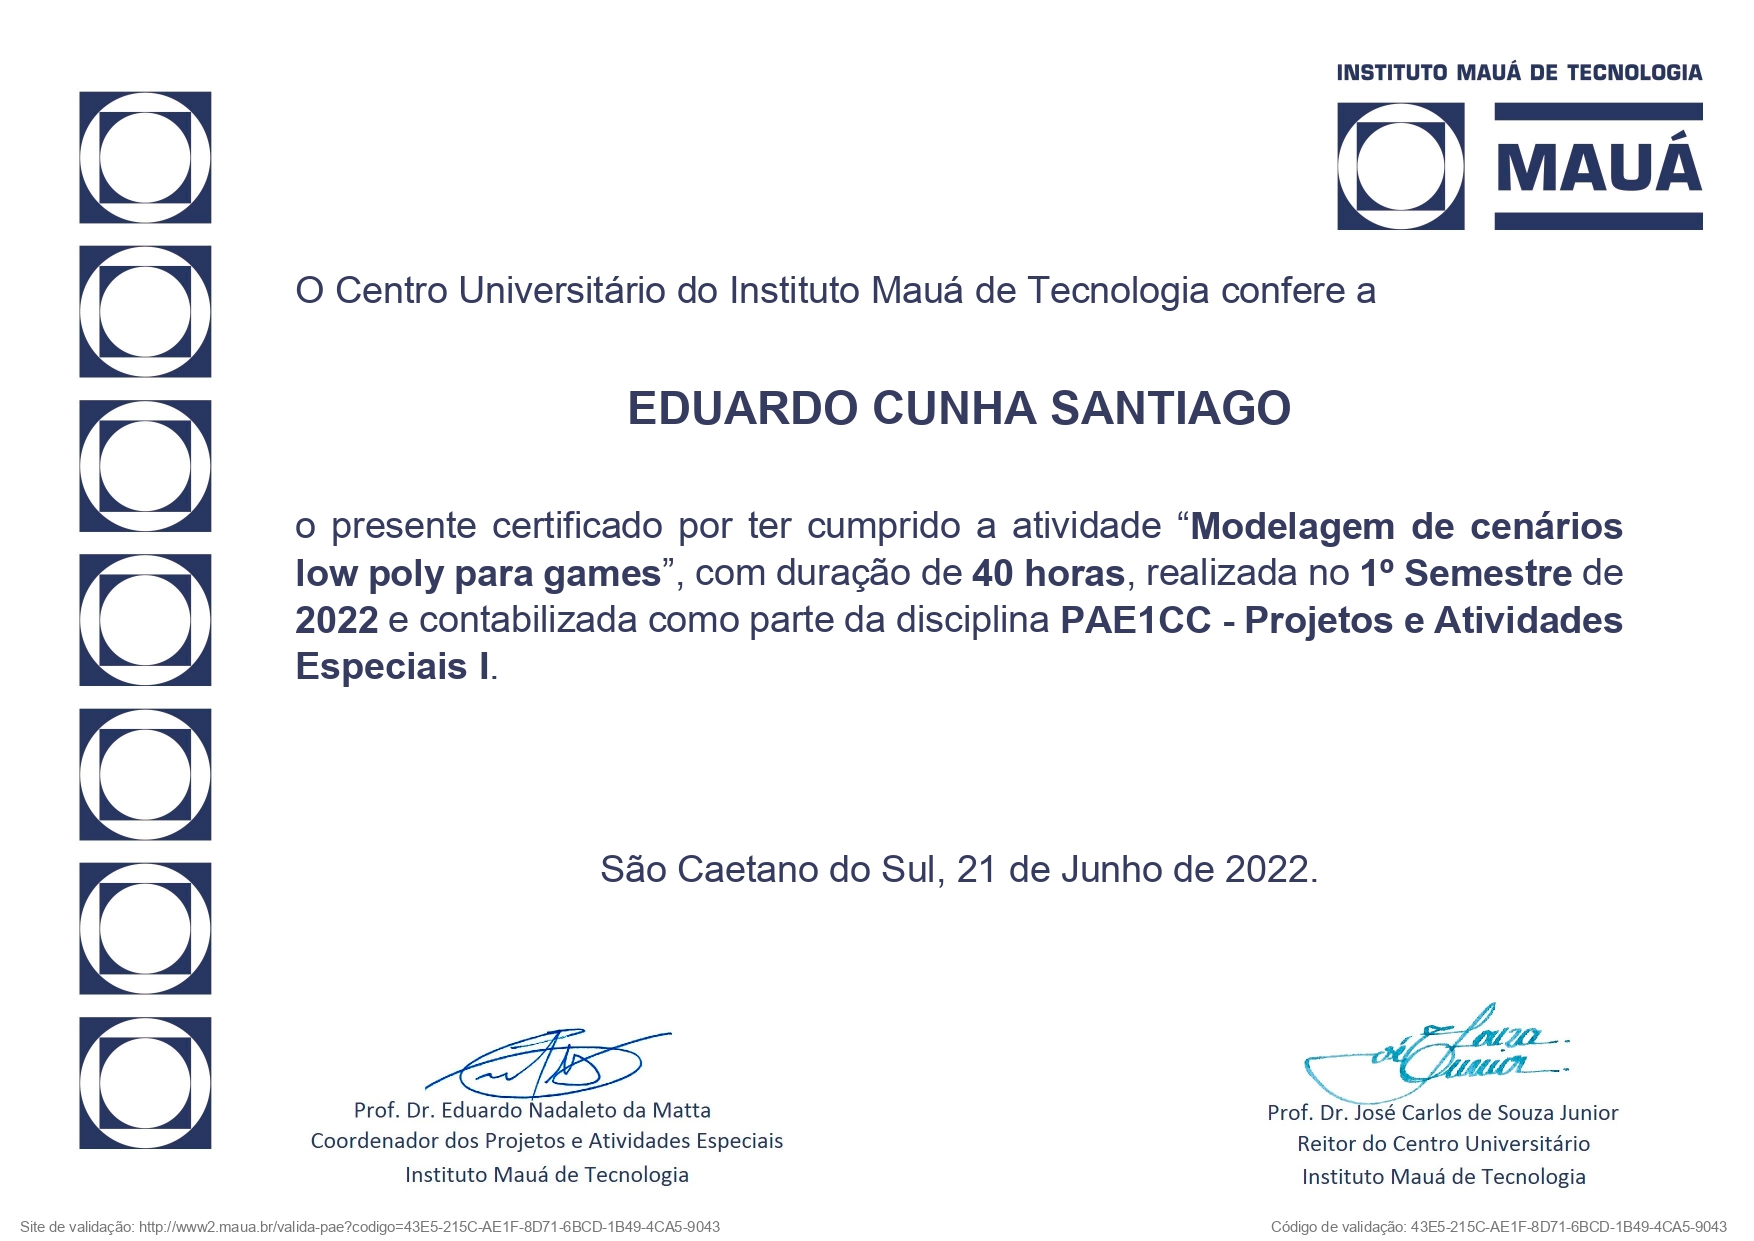 INSTITUTO MAUÁ DE TECNOLOGIA
MAUÁ
O Centro Universitário do Instituto Mauá de Tecnologia confere a
EDUARDO CUNHA SANTIAGO
o presente certificado por ter cumprido a atividade “Modelagem de cenários
low poly para games”, com duração de 40 horas, realizada no 1º Semestre de
2022 e contabilizada como parte da disciplina PAE1CC - Projetos e Atividades
Especiais I.
São Caetano do Sul, 21 de Junho de 2022.
Prof. Dr. Eduardo Nadaleto da Matta
Coordenador dos Projetos e Atividades Especiais
Instituto Mauá de Tecnologia
Souza
Junior
Prof. Dr. José Carlos de Souza Junior
Reitor do Centro Universitário
Instituto Mauá de Tecnologia
Site de validação: http://www2.maua.br/valida-pae?codigo=43E5-215C-AE1F-8D71-6BCD-1B49-4CA5-9043
Código de validação: 43E5-215C-AE1F-8D71-6BCD-1B49-4CA5-9043